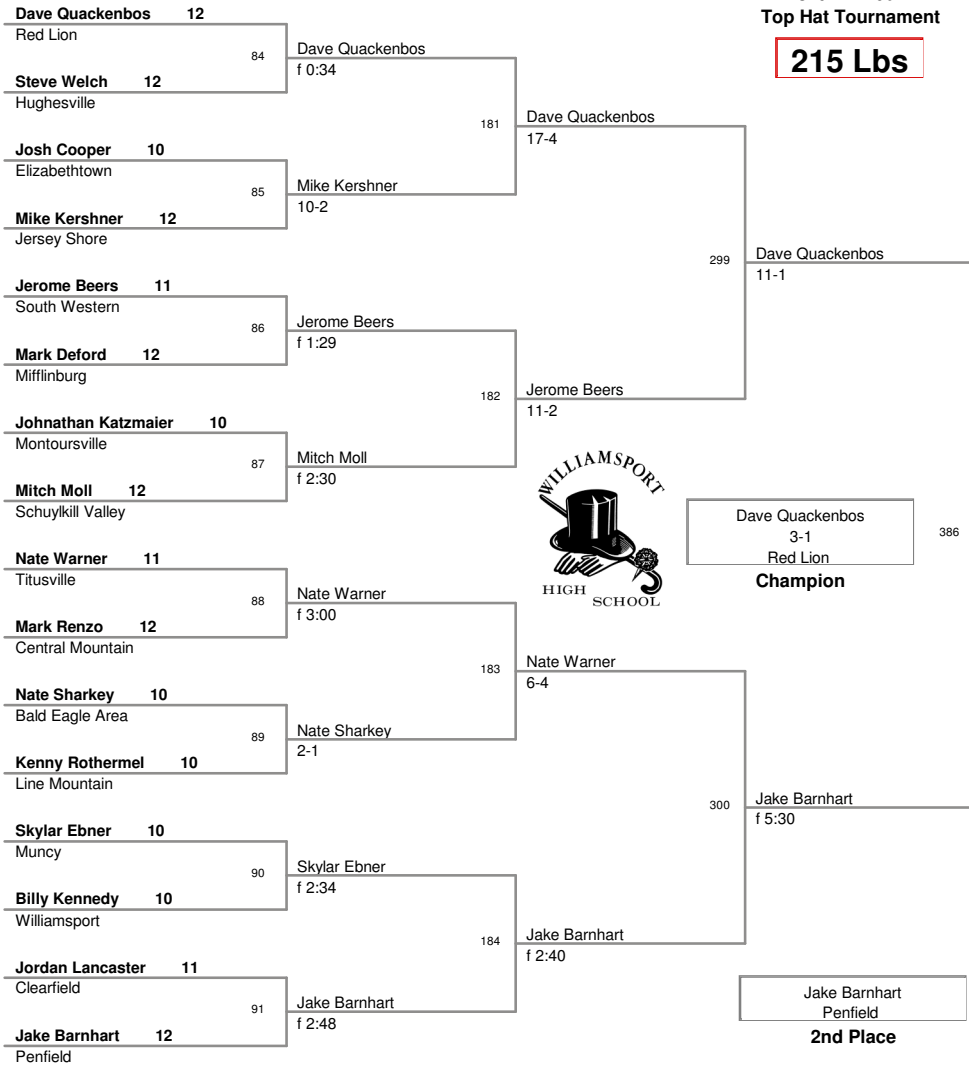 Top Hat Tournament
215 Lbs
Dave Quackenbos 12
Red Lion
84
Steve Welch 12
Hughesville
Josh Cooper 10
Elizabethtown
85
Mike Kershner 12
Jersey Shore
Jerome Beers 11
South Western
86
Mark Deford 12
Mifflinburg
Johnathan Katzmaier 10
Montoursville
87
Mitch Moll 12
Schuylkill Valley
Nate Warner 11
Titusville
88
Mark Renzo 12
Central Mountain
Nate Sharkey 10
Bald Eagle Area
89
Kenny Rothermel 10
Line Mountain
Skylar Ebner 10
Muncy
90
Billy Kennedy 10
Williamsport
Jordan Lancaster 11
Clearfield
91
Jake Barnhart 12
Penfield
Dave Quackenbos
f 0:34
181
Mike Kershner
10-2
Jerome Beers
f 1:29
182
Mitch Moll
f 2:30
Nate Warner
f 3:00
183
Nate Sharkey
2-1
Skylar Ebner
f 2:34
184
Jake Barnhart
f 2:48
Dave Quackenbos
17-4
299
Jerome Beers
11-2
Nate Warner
6-4
300
Jake Barnhart
f 2:40
Dave Quackenbos
11-1
Jake Barnhart
f 5:30
WILLIAMSPORT
HIGH SCHOOL
Dave Quackenbos
3-1
Red Lion
386
Champion
Jake Barnhart
Penfield
2nd Place